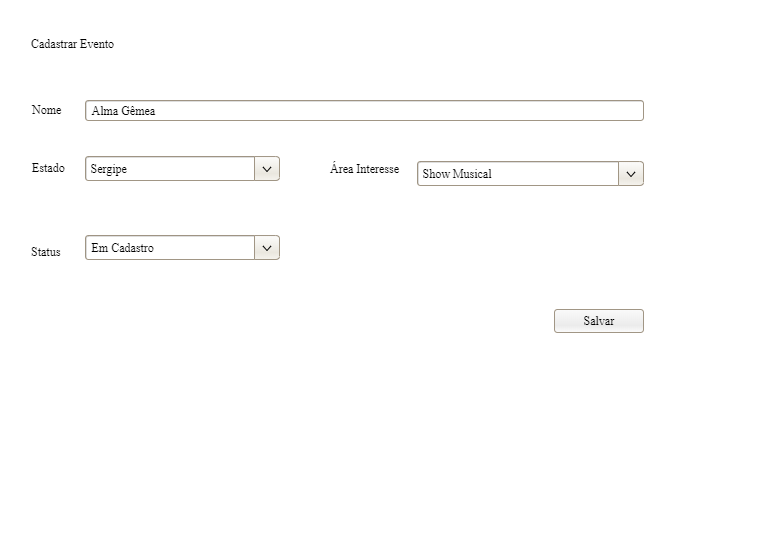 Cadastrar Evento
Nome Alma Gêmea
Estado Sergipe Área Interesse Show Musical
Status Em Cadastro
Salvar